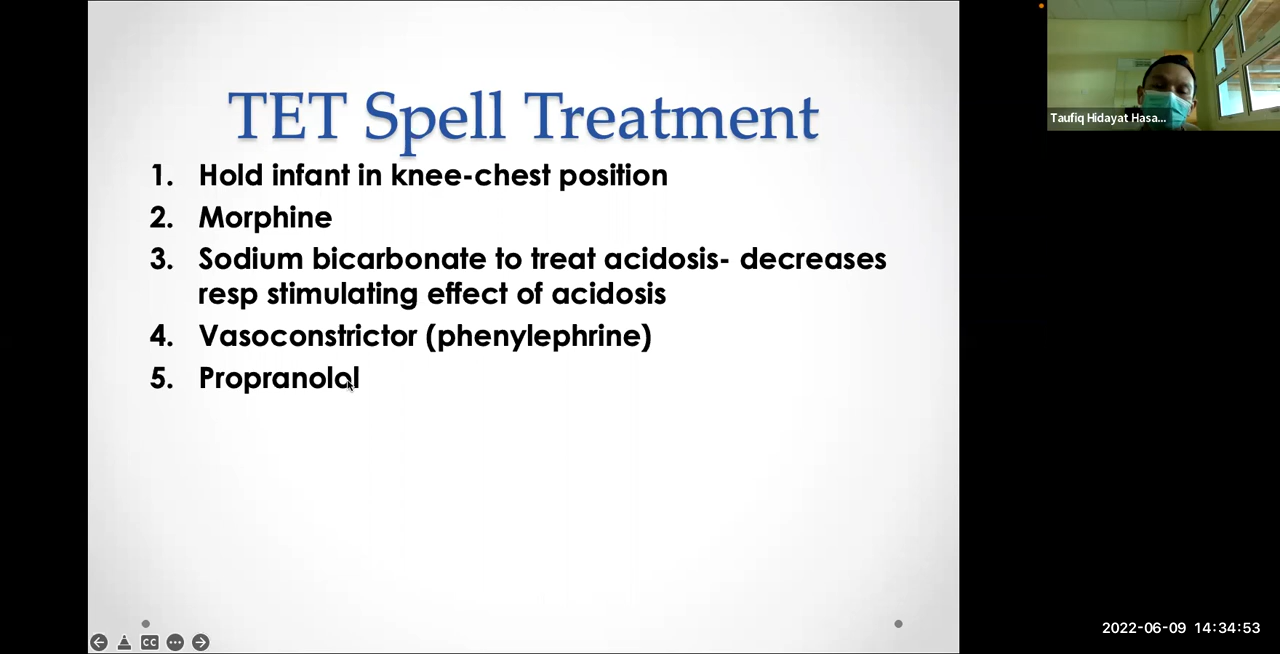 TET Spell Treatment
1. Hold infant in knee-chest position
2. Morphine
3. Sodium bicarbonate to treat acidosis- decreases
resp stimulating effect of acidosis
4. Vasoconstrictor (phenylephrine)
5. Propranolol
Taufiq Hidayat Hasa...
CC
2022-06-09 14:34:53